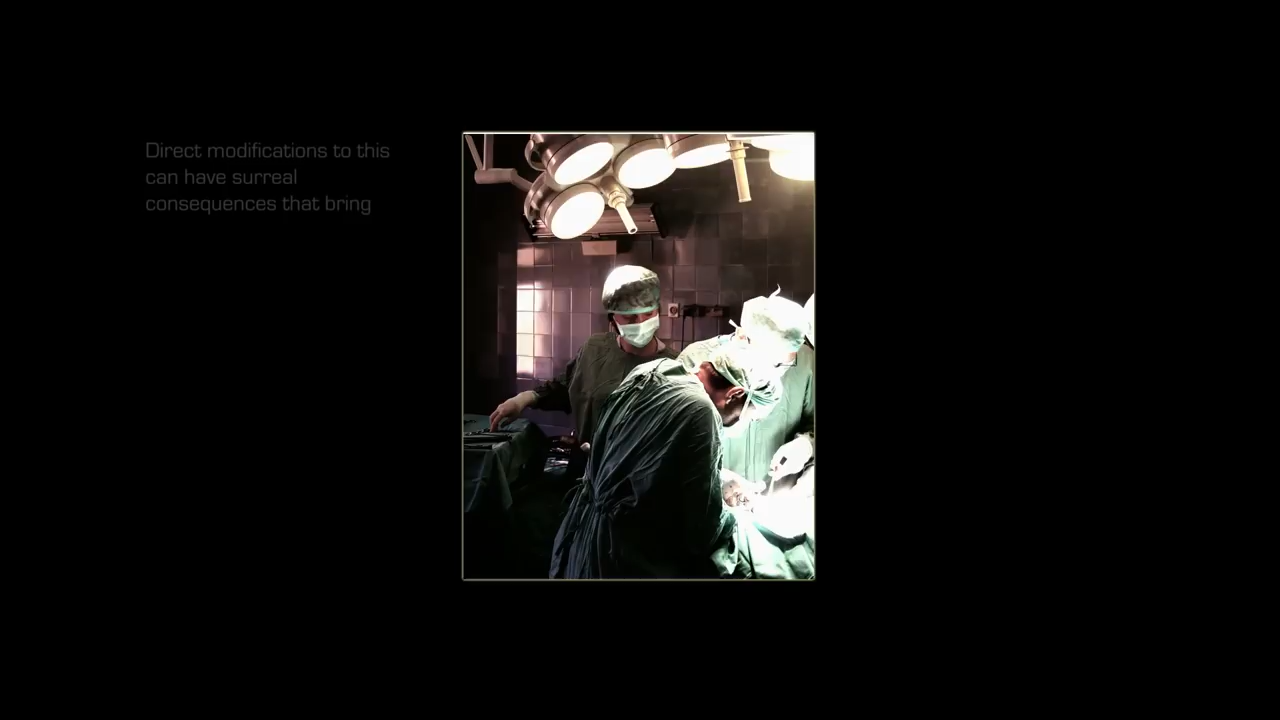 Direct modifications to this
can have surreal
consequences that bring